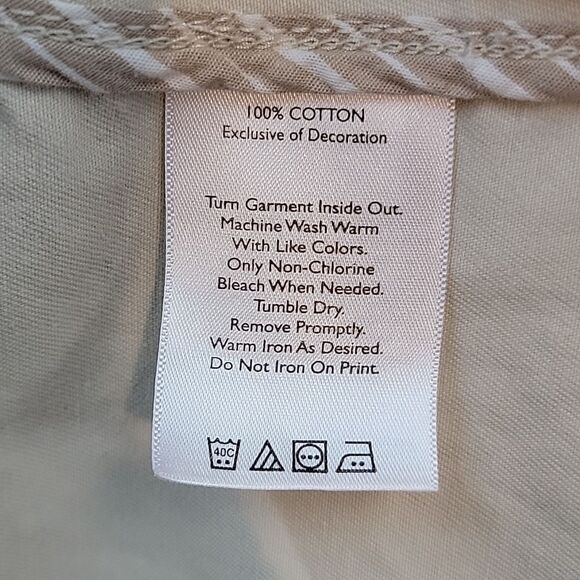 100% COTTON
Exclusive of Decoration
Turn Garment Inside Out.
Machine Wash Warm
With Like Colors.
Only Non-Chlorine
Bleach When Needed.
Tumble Dry.
Remove Promptly.
Warm Iron As Desired.
Do Not Iron On Print.
40C